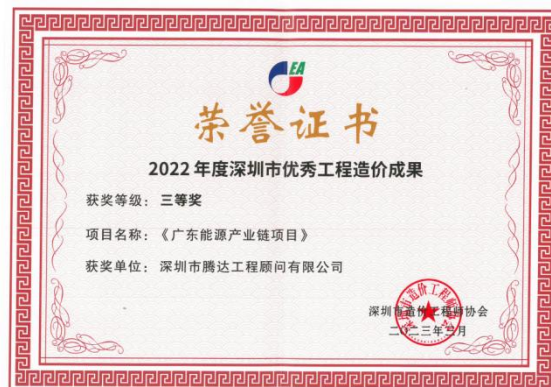 EA
荣誉证书
2022年度深圳市优秀工程造价成果
获奖等级：三等奖
项目名称：《广东能源产业链项目》
获奖单位：深圳市腾达工程顾问有限公司
深圳市造价工程师协会
二〇二三年三月